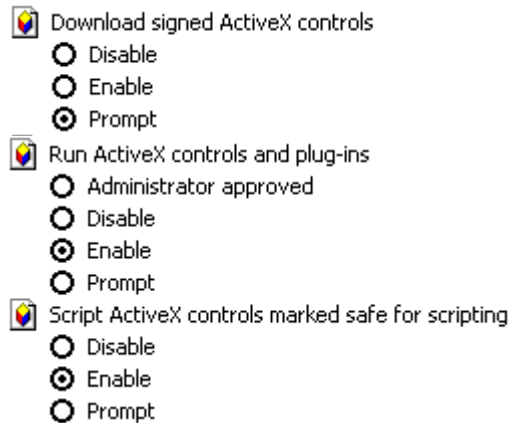 Download signed ActiveX controls
Disable
Enable
Prompt
Run ActiveX controls and plug-ins
Administrator approved
Disable
Enable
Prompt
Script ActiveX controls marked safe for scripting
Disable
Enable
Prompt